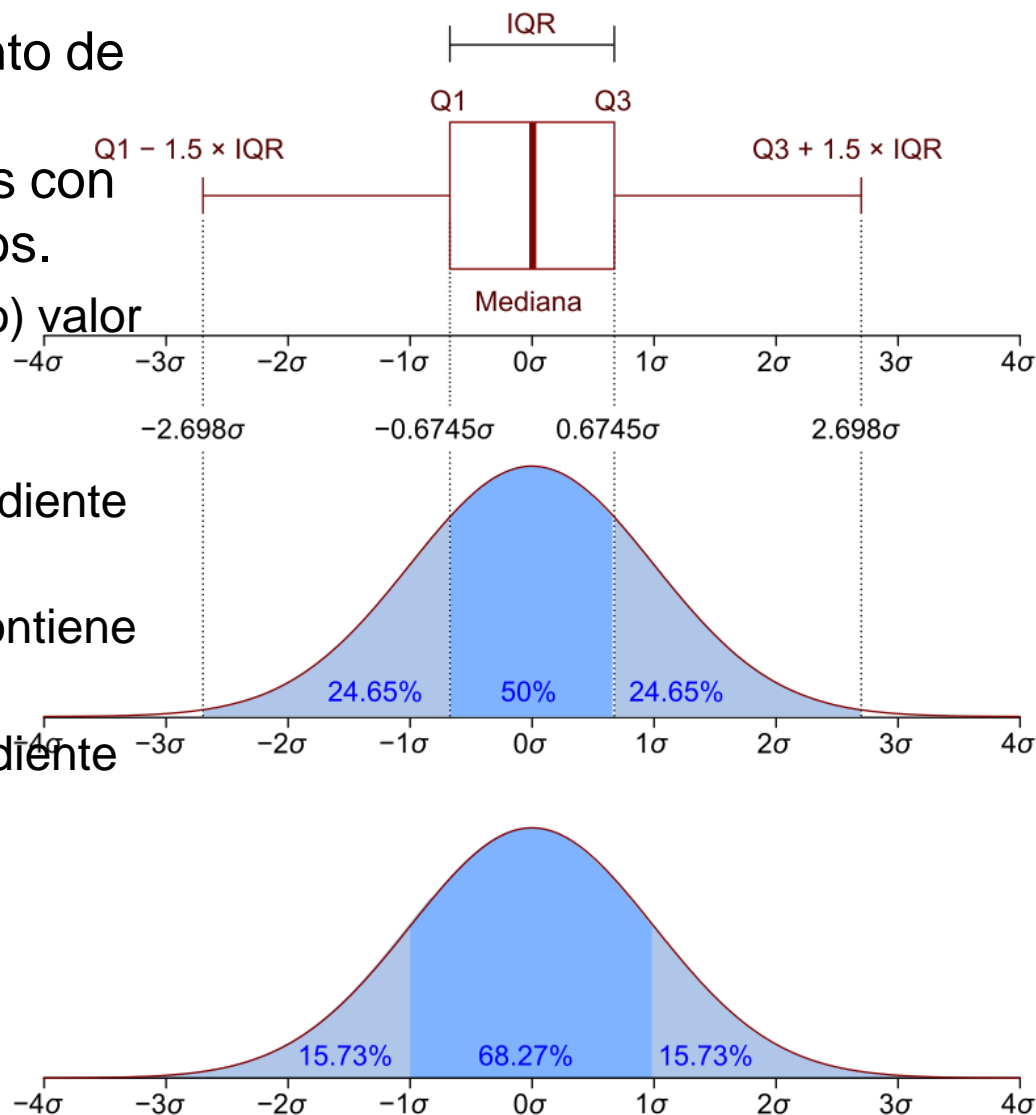 IQR
nto de
Q1 Q3
Q1 − 1.5 × IQR Q3 + 1.5 × IQR
s con
os.
Mediana
o) valor
−4σ −3σ −2σ −1σ 0σ 1σ 2σ 3σ 4σ
−2.698σ −0.6745σ 0.6745σ 2.698σ
diente
ontiene
24.65% 50% 24.65%
−4σ −3σ −2σ −1σ 0σ 1σ 2σ 3σ 4σ
diente
15.73% 68.27% 15.73%
−4σ −3σ −2σ −1σ 0σ 1σ 2σ 3σ 4σ